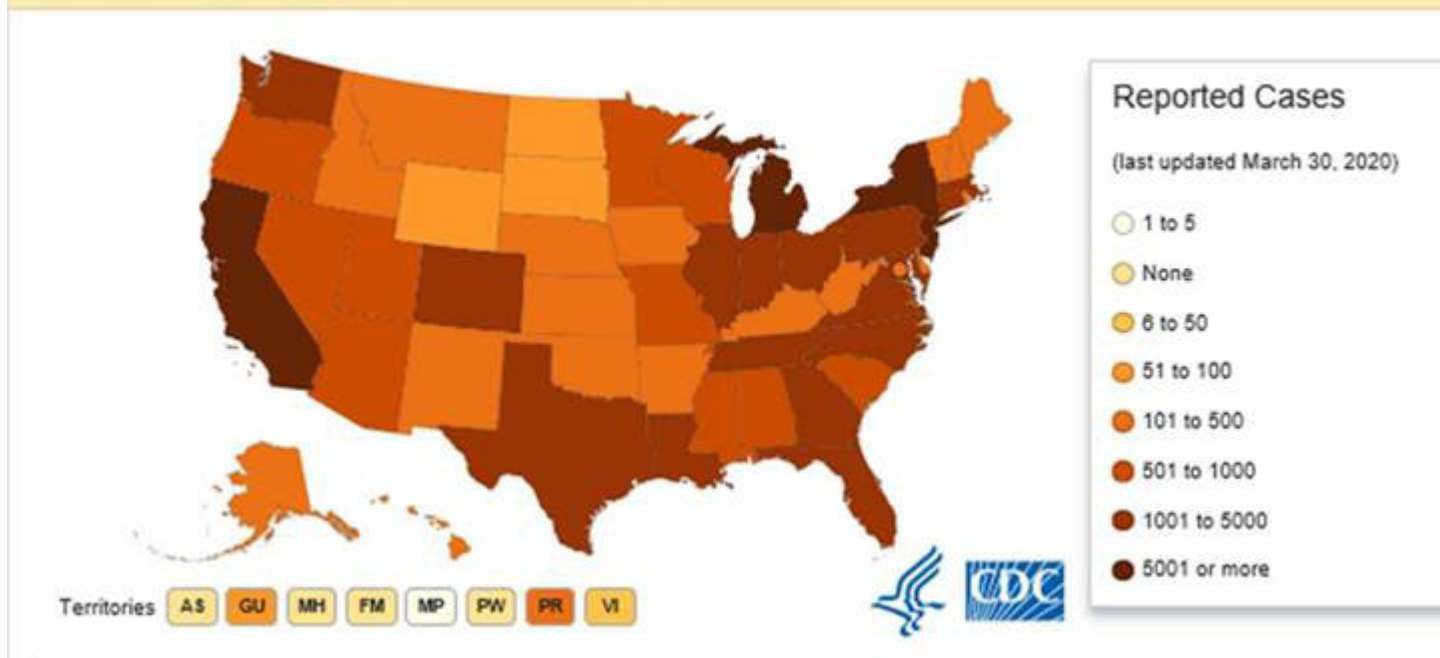 Reported Cases
(last updated March 30, 2020)
1 to 5
None
6 to 50
51 to 100
101 to 500
501 to 1000
1001 to 5000
5001 or more
Territories AS GU MH FM MP PW PR VI
CDC